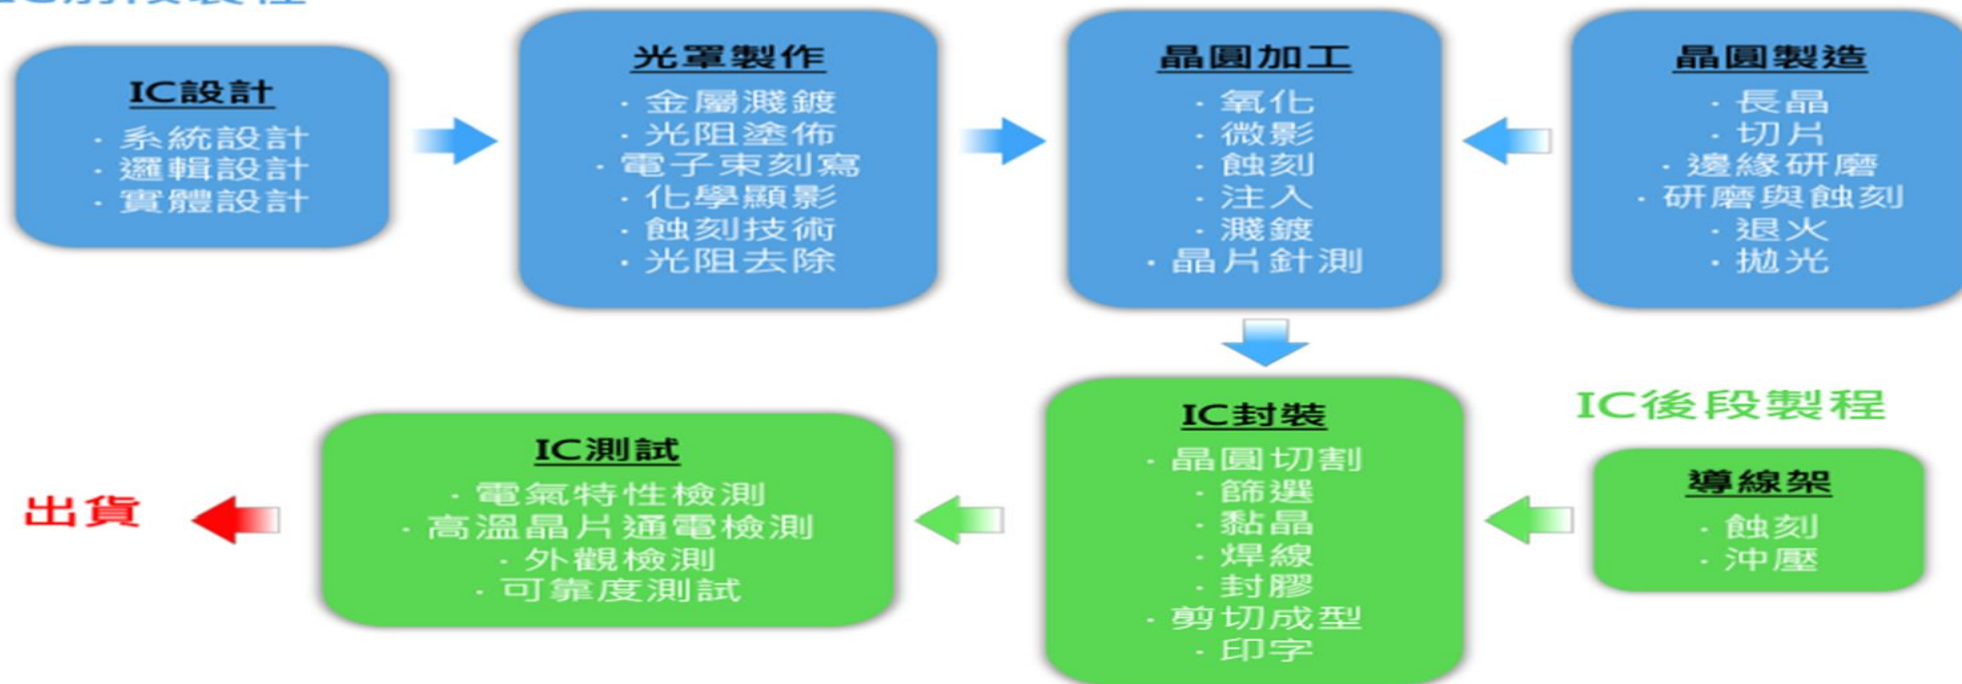 IC前段製程
IC設計
· 系統設計
· 邏輯設計
· 實體設計
光罩製作
· 金屬濺鍍
· 光阻塗佈
· 電子束刻寫
· 化學顯影
· 蝕刻技術
· 光阻去除
晶圓加工
· 氧化
· 微影
· 蝕刻
· 注入
· 濺鍍
· 晶片針測
晶圓製造
· 長晶
· 切片
· 邊緣研磨
· 研磨與蝕刻
· 退火
· 拋光
IC後段製程
導線架
· 蝕刻
· 沖壓
IC封裝
· 晶圓切割
· 篩選
· 黏晶
· 焊線
· 封膠
· 剪切成型
· 印字
IC測試
· 電氣特性檢測
· 高溫晶片通電檢測
· 外觀檢測
· 可靠度測試
出貨